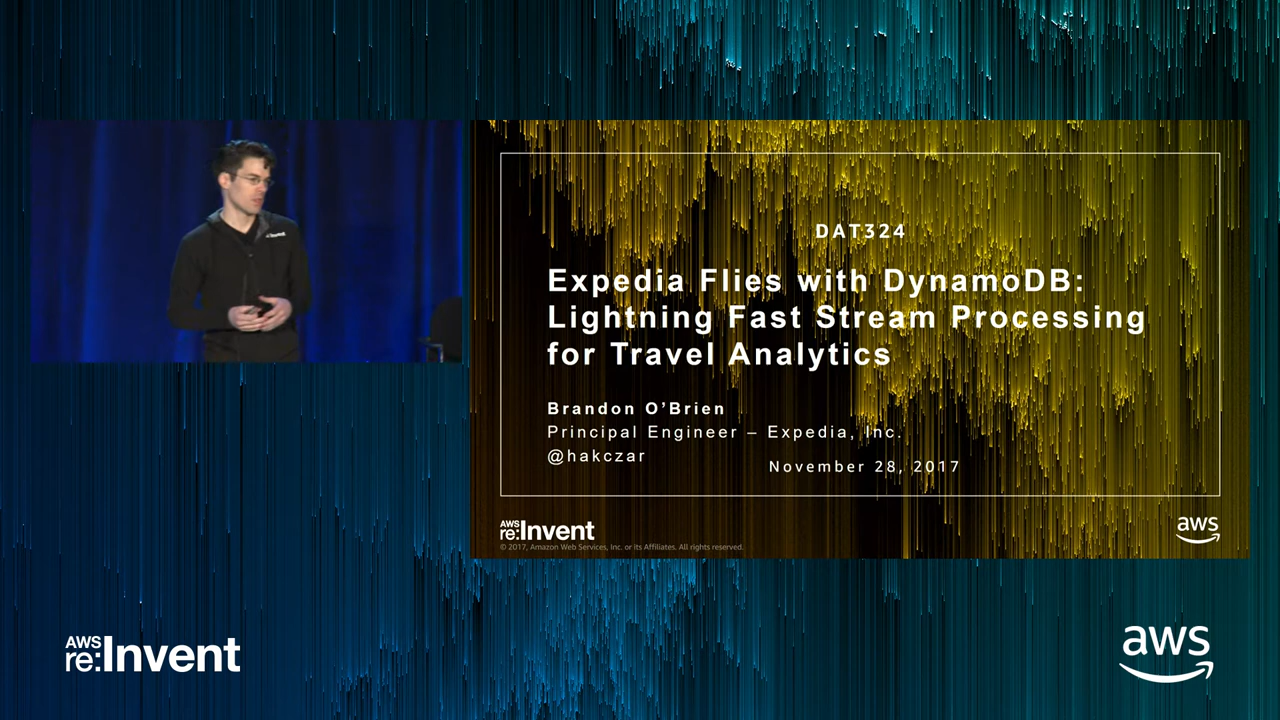 DAT324
Expedia Flies with DynamoDB:
Lightning Fast Stream Processing
for Travel Analytics
Brandon O’Brien
Principal Engineer – Expedia, Inc.
@hakczar
November 28, 2017
AWS
re:Invent
© 2017, Amazon Web Services, Inc. or its Affiliates. All rights reserved.
aws
AWS
re:Invent
aws